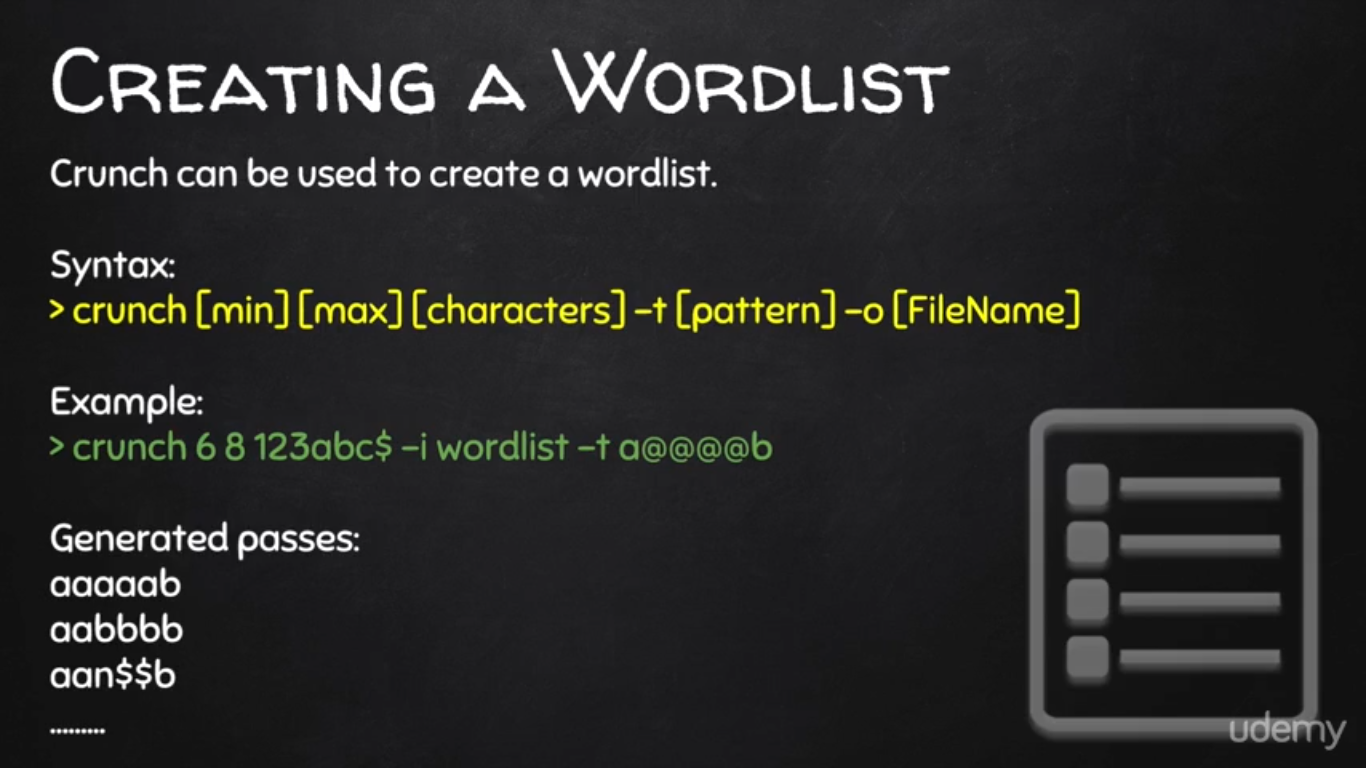 Creating a Wordlist
Crunch can be used to create a wordlist.
Syntax:
> crunch [min] [max] [characters] -t [pattern] -o [FileName]
Example:
> crunch 6 8 123abc$ -i wordlist -t a@@@@b
Generated passes:
aaaaab
aabbbb
aan$$b
.........
udemy